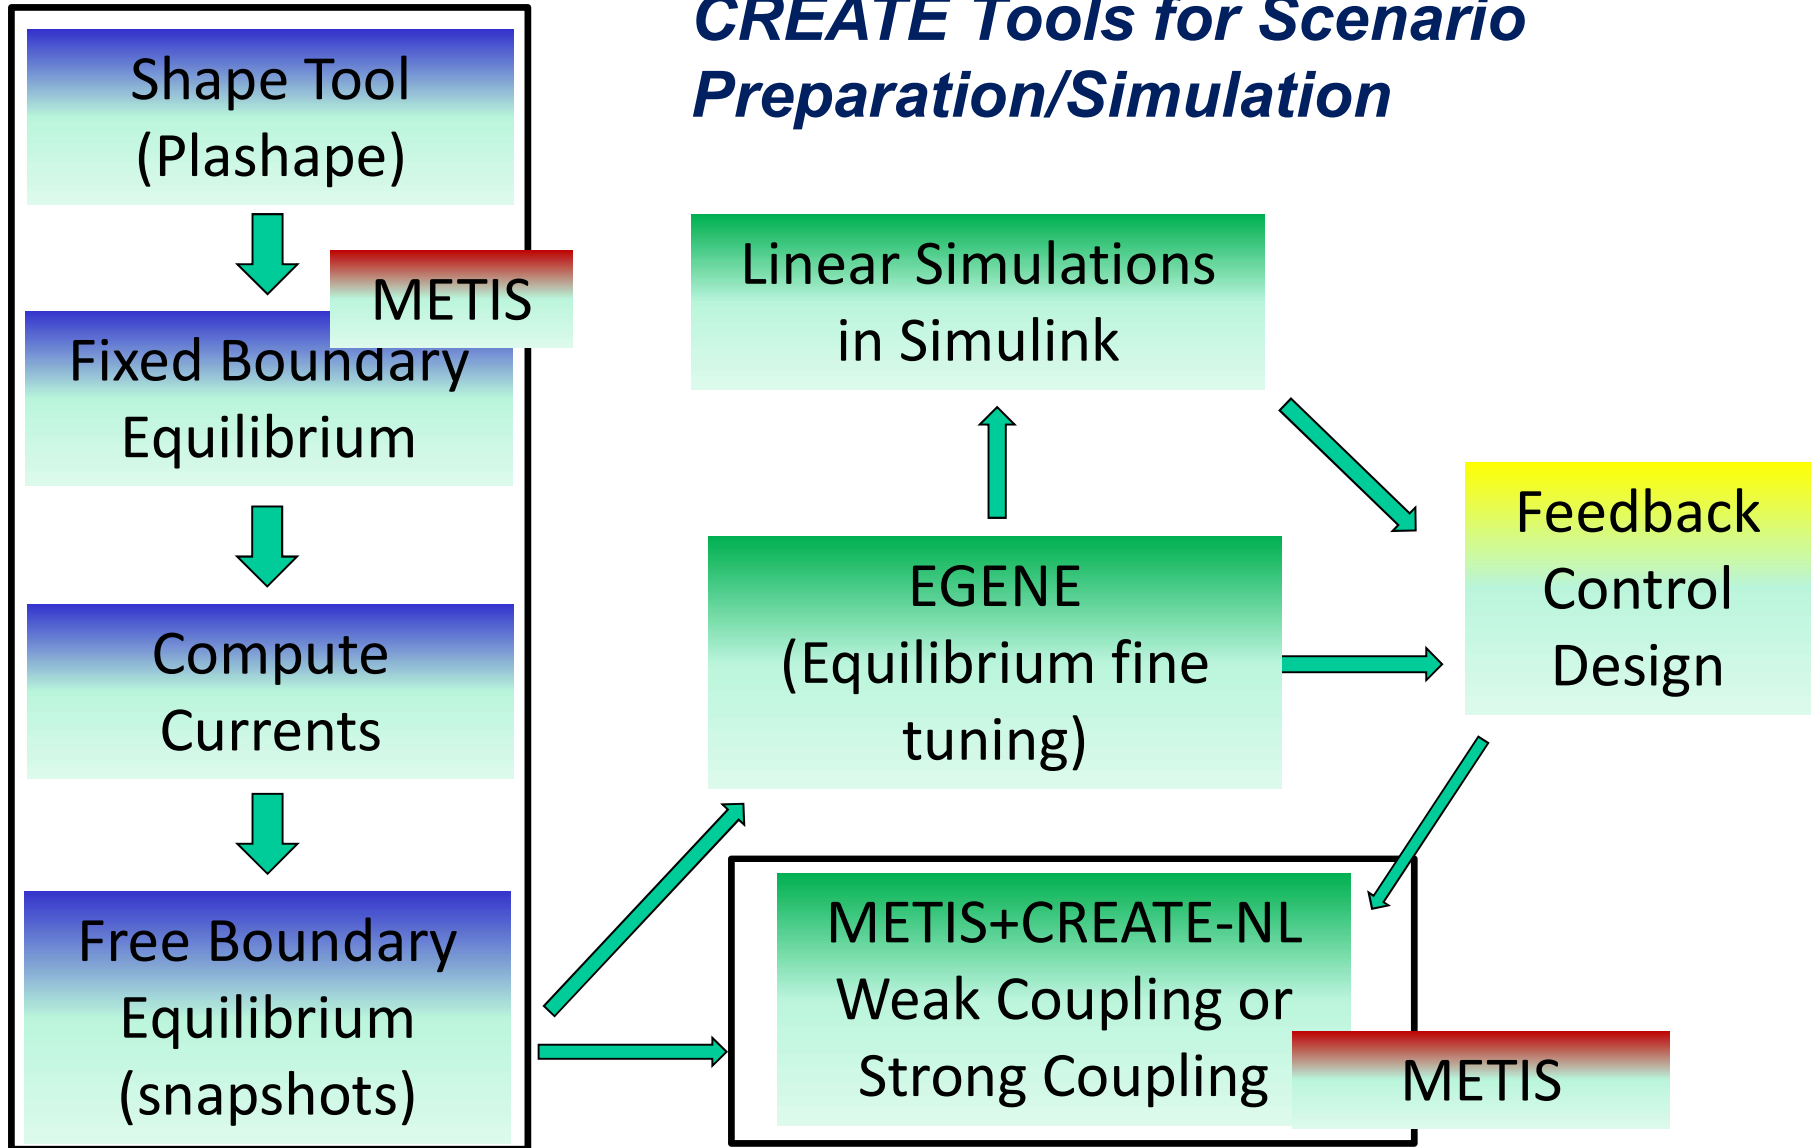 CREATE Tools for Scenario
Preparation/Simulation
Shape Tool
(Plashape)
METIS
Fixed Boundary
Equilibrium
Compute
Currents
Free Boundary
Equilibrium
(snapshots)
Linear Simulations
in Simulink
EGENE
(Equilibrium fine
tuning)
Feedback
Control
Design
METIS+CREATE-NL
Weak Coupling or
Strong Coupling
METIS